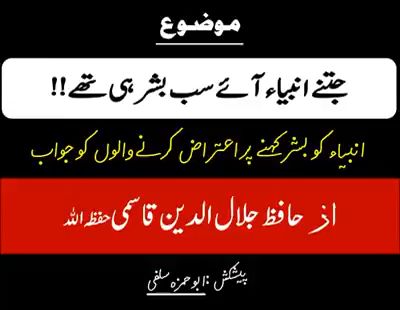 موضوع
جتنے انبیاء آئے سب بشر ہی تھے!!
انبیاء کو بشر کہنے پر اعتراض کرنے والوں کو جواب
از حافظ جلال الدین قاسمی حفظہ اللہ
پیشکش : ابو حمزہ سلفی